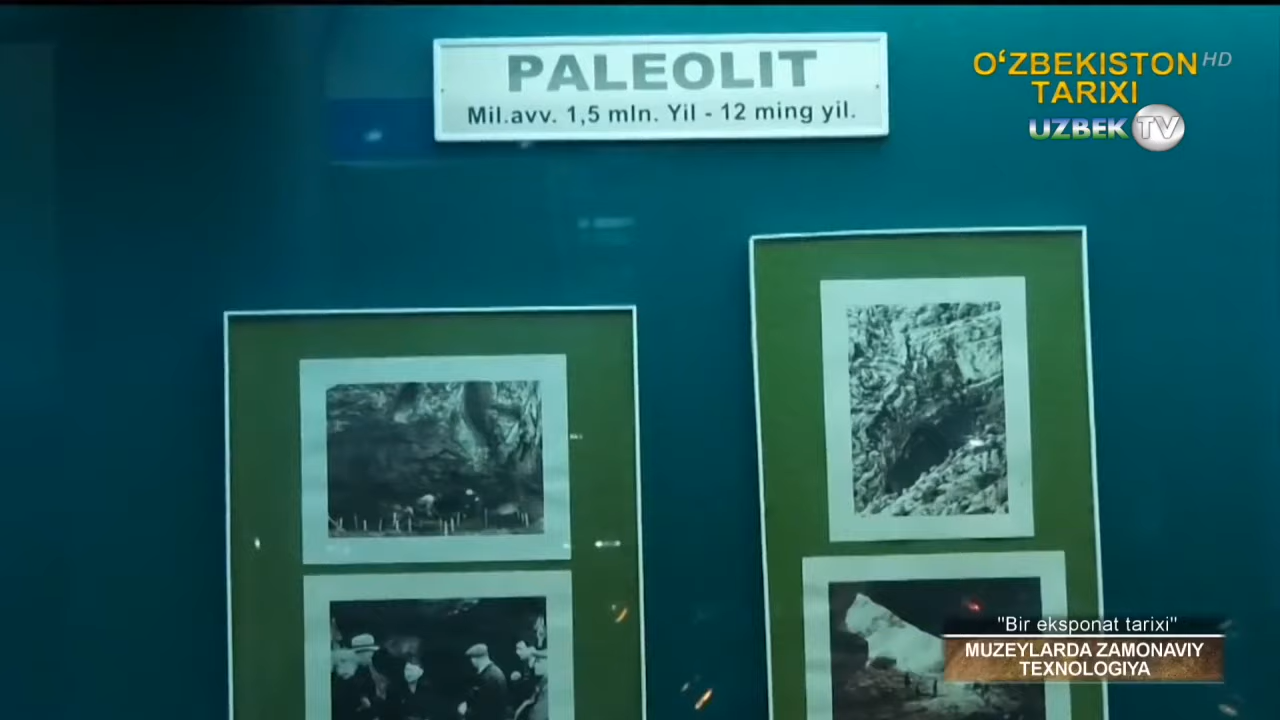 PALEOLIT
Mil.avv. 1,5 mln. Yil - 12 ming yil.
O‘ZBEKISTON HD
TARIXI
UZBEK TV
"Bir eksponat tarixi"
MUZEYLARDA ZAMONAVIY
TEXNOLOGIYA